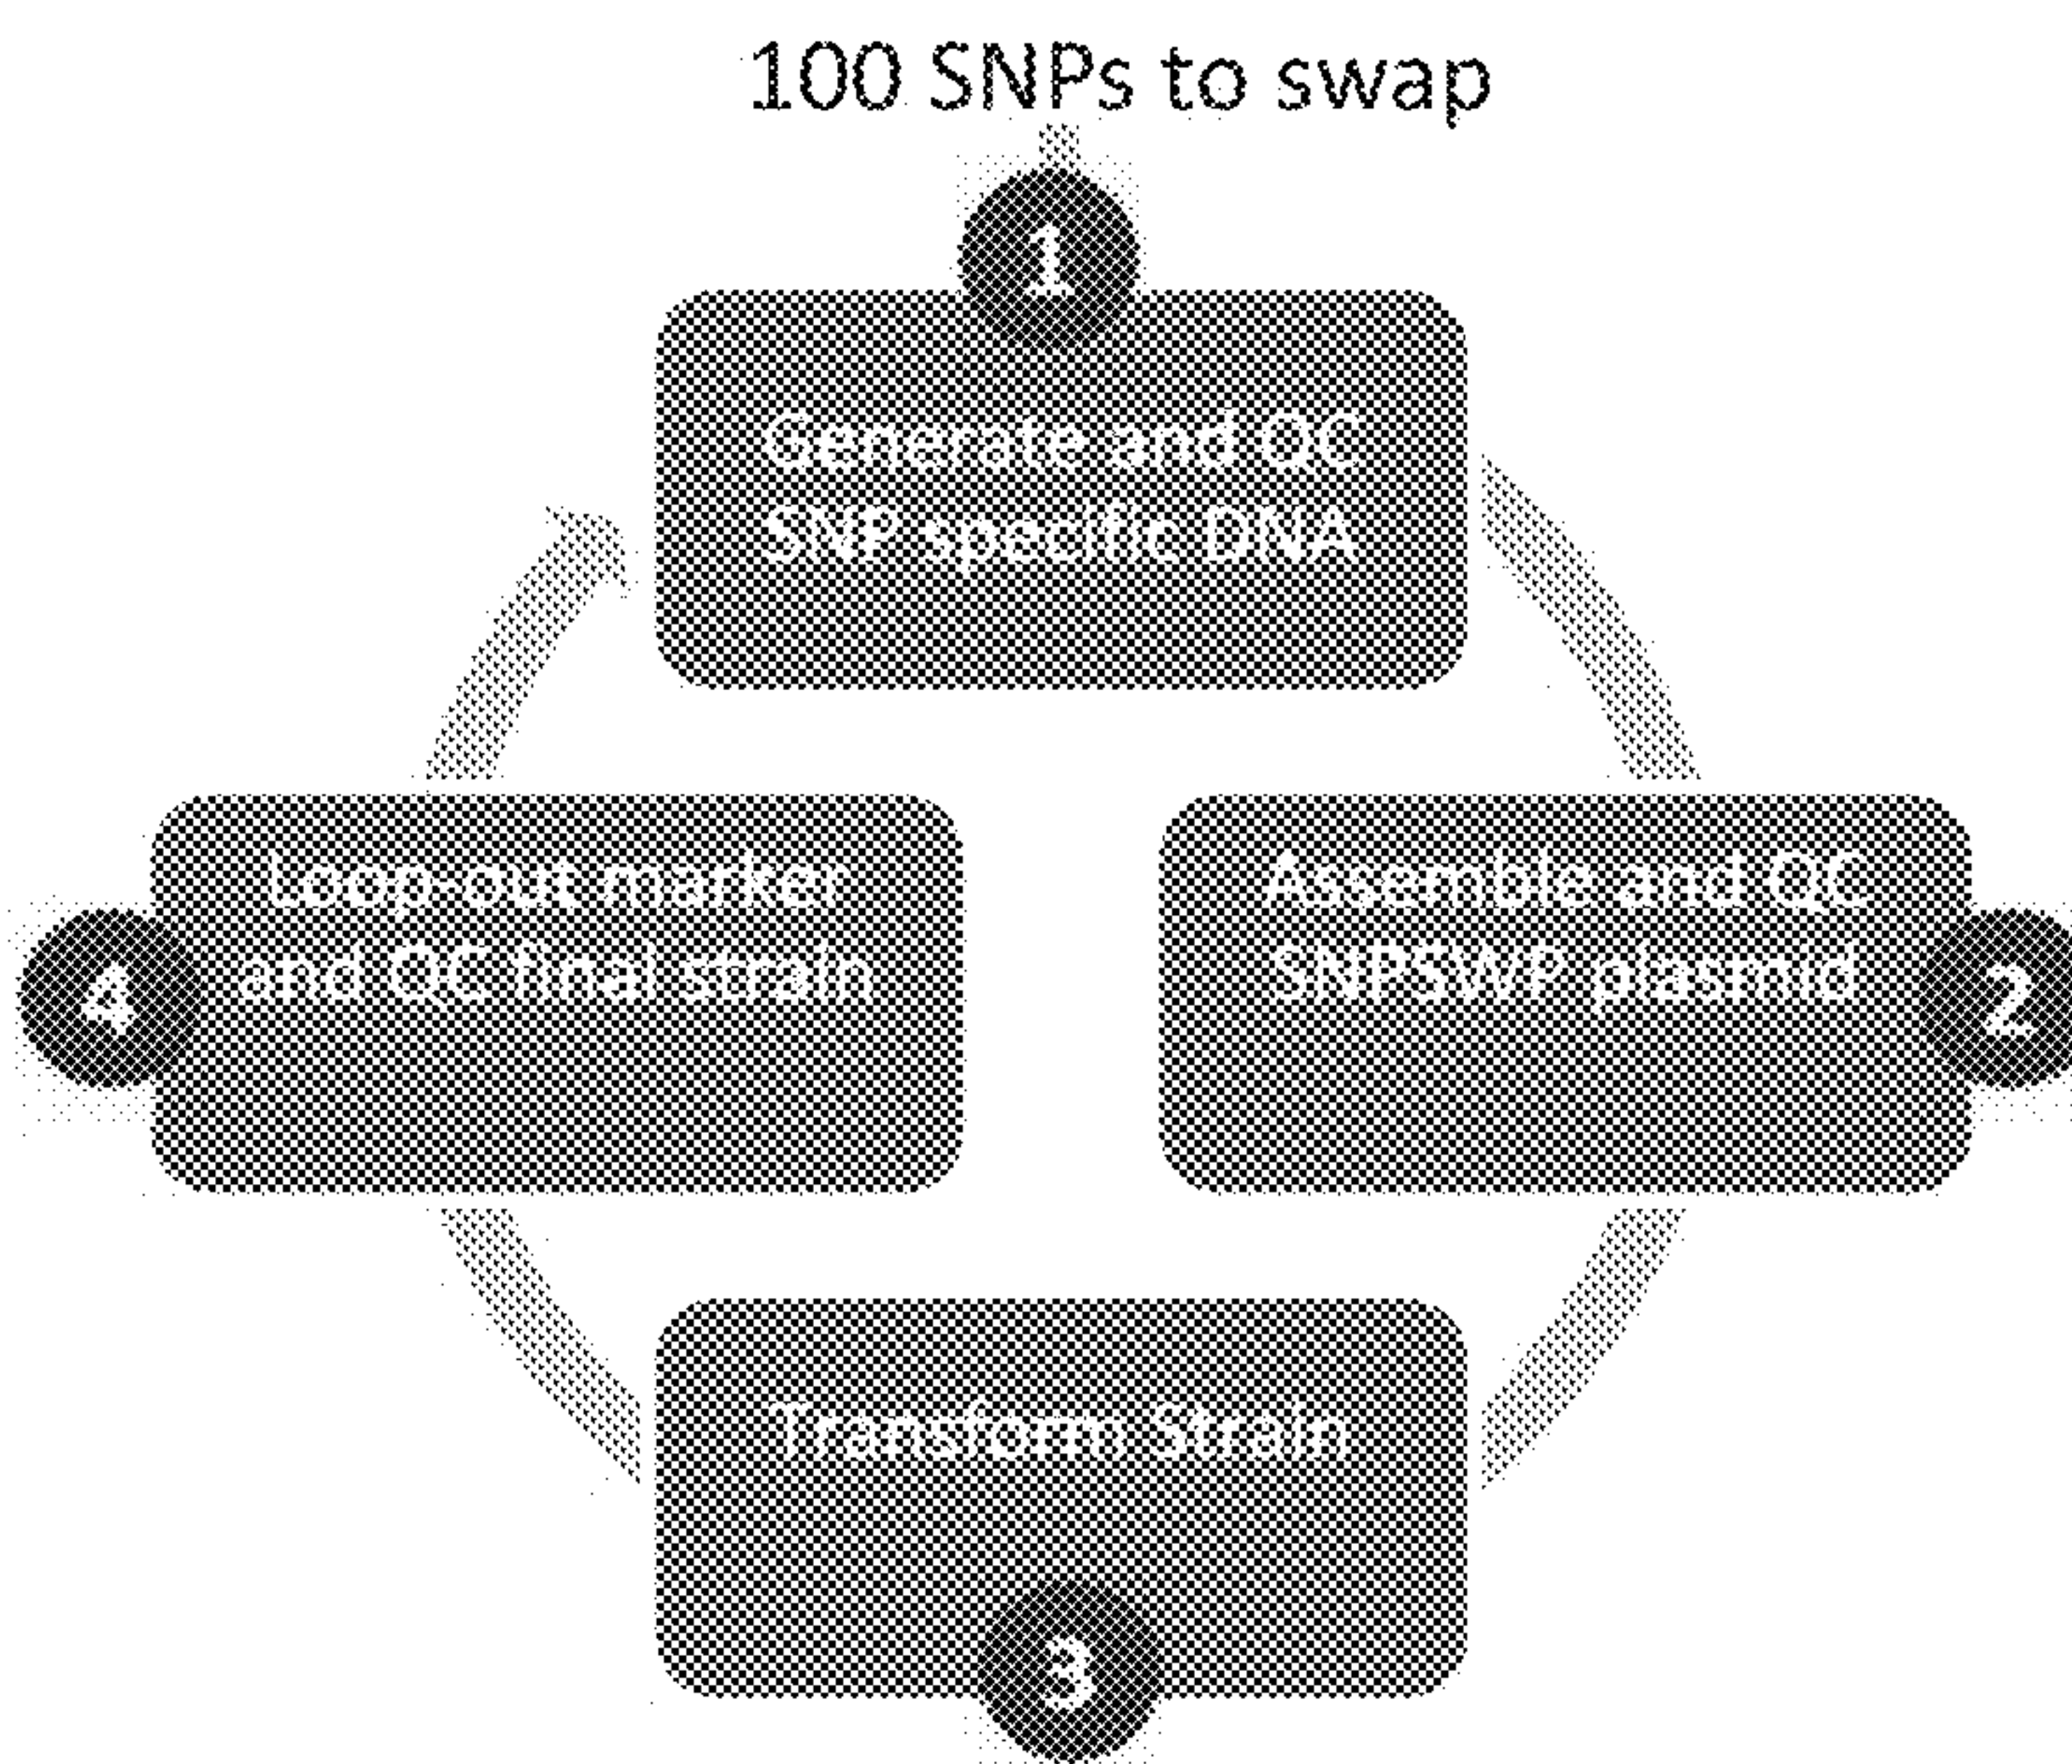 100 SNPs to swap
1
Generate and QC
SNP specific DNA
Loop-out marker
and QC final strain
4
Assemble and QC
SNPSWP plasmid
2
Transform Strain
3